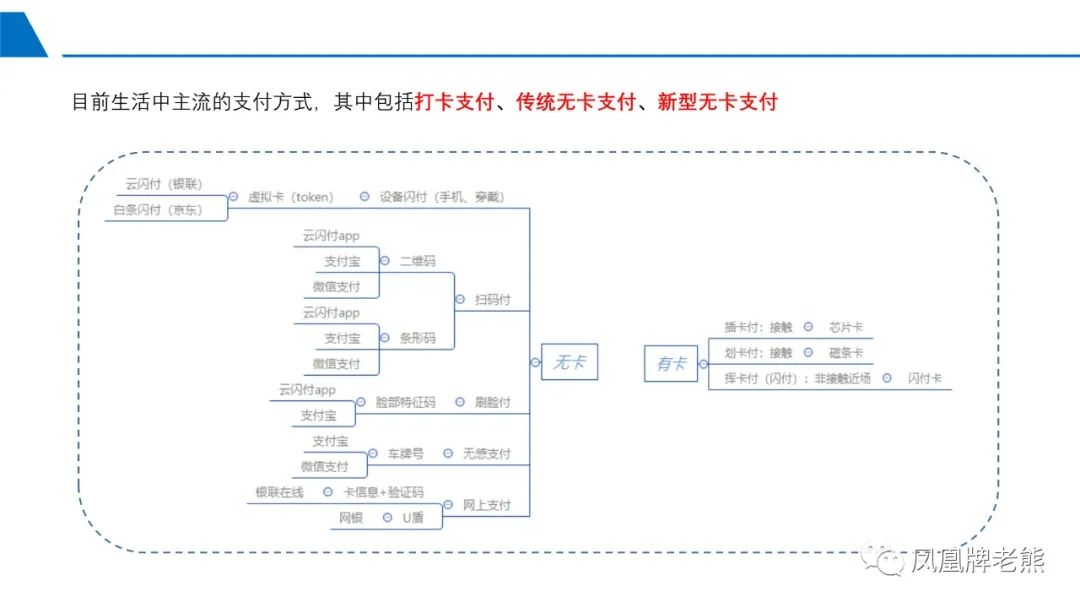 目前生活中主流的支付方式，其中包括打卡支付、传统无卡支付、新型无卡支付
云闪付（银联）
白条闪付（京东）
虚拟卡（token）
设备闪付（手机、穿戴）
云闪付app
支付宝
微信支付
二维码
云闪付app
支付宝
微信支付
条形码
扫码付
云闪付app
支付宝
脸部特征码
刷脸付
支付宝
微信支付
车牌号
无感支付
银联在线
卡信息+验证码
网银
U盾
网上支付
无卡
有卡
插卡付：接触
芯片卡
划卡付：接触
磁条卡
挥卡付（闪付）：非接触近场
闪付卡
凤凰牌老熊